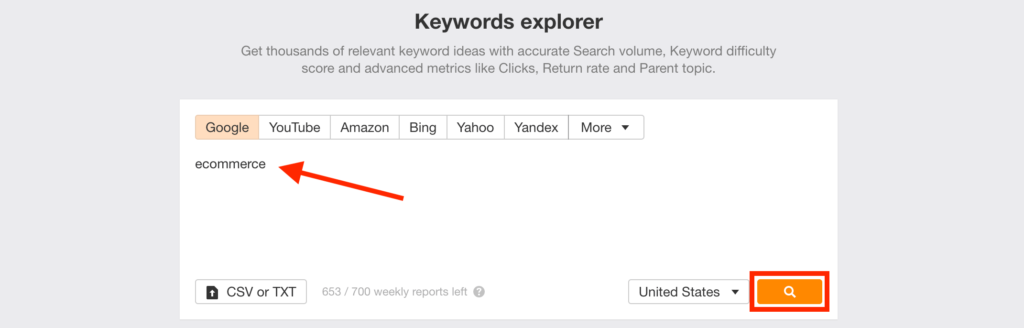 Keywords explorer
Get thousands of relevant keyword ideas with accurate Search volume, Keyword difficulty
score and advanced metrics like Clicks, Return rate and Parent topic.
Google YouTube Amazon Bing Yahoo Yandex More
ecommerce
CSV or TXT 653 / 700 weekly reports left ? United States